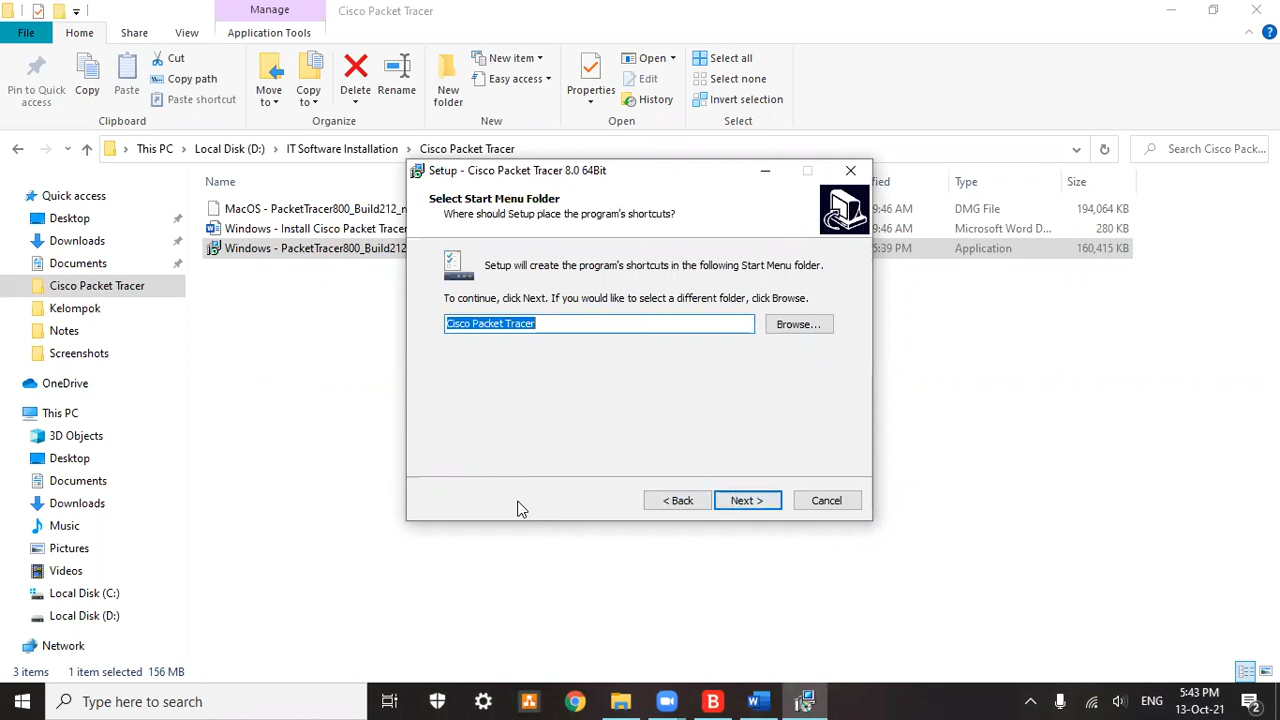 Manage
Cisco Packet Tracer
File
Home
Share
View
Application Tools
Pin to Quick access
Copy
Paste
Cut
Copy path
Paste shortcut
Clipboard
Move to
Copy to
Delete
Rename
Organize
New folder
New item
Easy access
New
Properties
Open
Edit
History
Open
Select all
Select none
Invert selection
Select
This PC
Local Disk (D:)
IT Software Installation
Cisco Packet Tracer
Search Cisco Pack...
Name
Type
Size
MacOS - PacketTracer800_Build212_
9:46 AM
DMG File
194,064 KB
Windows - Install Cisco Packet Tracer
9:46 AM
Microsoft Word D...
280 KB
Windows - PacketTracer800_Build212_
5:39 PM
Application
160,415 KB
Quick access
Desktop
Downloads
Documents
Cisco Packet Tracer
Kelompok
Notes
Screenshots
OneDrive
This PC
3D Objects
Desktop
Documents
Downloads
Music
Pictures
Videos
Local Disk (C:)
Local Disk (D:)
Network
Setup - Cisco Packet Tracer 8.0 64Bit
Select Start Menu Folder
Where should Setup place the program's shortcuts?
Setup will create the program's shortcuts in the following Start Menu folder.
To continue, click Next. If you would like to select a different folder, click Browse.
Cisco Packet Tracer
Browse...
< Back
Next >
Cancel
3 items
1 item selected 156 MB
Type here to search
ENG
5:43 PM
13-Oct-21
2